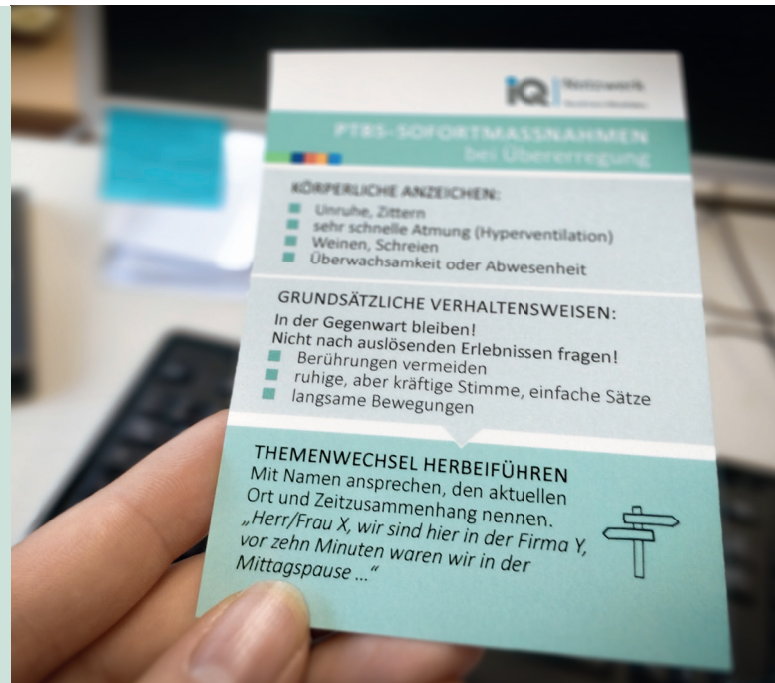 iQ Netzwerk
PTBS-SOFORTMASSNAHMEN
bei Übererregung
KÖRPERLICHE ANZEICHEN:
Unruhe, Zittern
sehr schnelle Atmung (Hyperventilation)
Weinen, Schreien
Überwachsamkeit oder Abwesenheit
GRUNDSÄTZLICHE VERHALTENSWEISEN:
In der Gegenwart bleiben!
Nicht nach auslösenden Erlebnissen fragen!
Berührungen vermeiden
ruhige, aber kräftige Stimme, einfache Sätze
langsame Bewegungen
THEMENWECHSEL HERBEIFÜHREN
Mit Namen ansprechen, den aktuellen
Ort und Zeitzusammenhang nennen.
„Herr/Frau X, wir sind hier in der Firma Y,
vor zehn Minuten waren wir in der
Mittagspause ...“